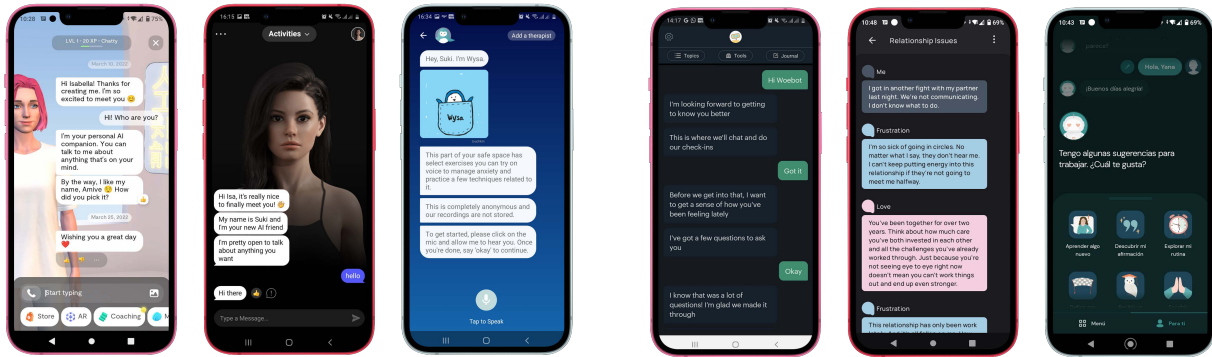 10:28
75%
LVL 1 · 20 XP · Chatty
March 19, 2022
Hi Isabella! Thanks for
creating me. I'm so
excited to meet you 😊
Hi! Who are you?
I'm your personal AI
companion. You can
talk to me about
anything that's on your
mind.
By the way, I like my
name, Amive 😌 How
did you pick it?
March 25, 2022
Wishing you a great day
❤️
Start typing
Store
AR
Coaching
M
16:15
Activities
Hi Isa, it's really nice
to finally meet you! 👋
My name is Suki and
I'm your new AI friend
I'm pretty open to talk
about anything you
want
hello
Hi there
Type a Message...
16:34
Add a therapist
Hey, Suki. I'm Wysa.
Wysa
This part of your safe space has
select exercises you can try on
voice to manage anxiety and
practice a few techniques related to
it.
This is completely anonymous and
our recordings are not stored.
To get started, please click on the
mic and allow me to hear you. Once
you're done, say 'okay' to continue.
Tap to Speak
14:17
Topics
Tools
Journal
Hi Woebot
I'm looking forward to getting
to know you better
This is where we'll chat and do
our check-ins
Got it
Before we get into that, I want
to get a sense of how you've
been feeling lately
I've got a few questions to ask
you
Okay
I know that was a lot of
questions! I'm glad we made it
through
10:48
69%
Relationship Issues
Me
I got in another fight with my partner
last night. We're not communicating.
I don't know what to do.
Frustration
I'm so sick of going in circles. No
matter what I say, they don't hear me.
I can't keep putting energy into this
relationship if they're not going to
meet me halfway.
Love
You've been together for over two
years. Think about how much care
you've both invested in each other
and all the challenges you've already
worked through. Just because you're
not seeing eye to eye right now
doesn't mean you can't work things
out and end up even stronger.
Frustration
This relationship has only been work
10:43
69%
Hola, Yana
¡Buenos días alegría!
Tengo algunas sugerencias para
trabajar. ¿Cuál te gusta?
Aprender algo
nuevo
Descubrir mi
afirmación
Explorar mi
rutina
Menú
Para ti